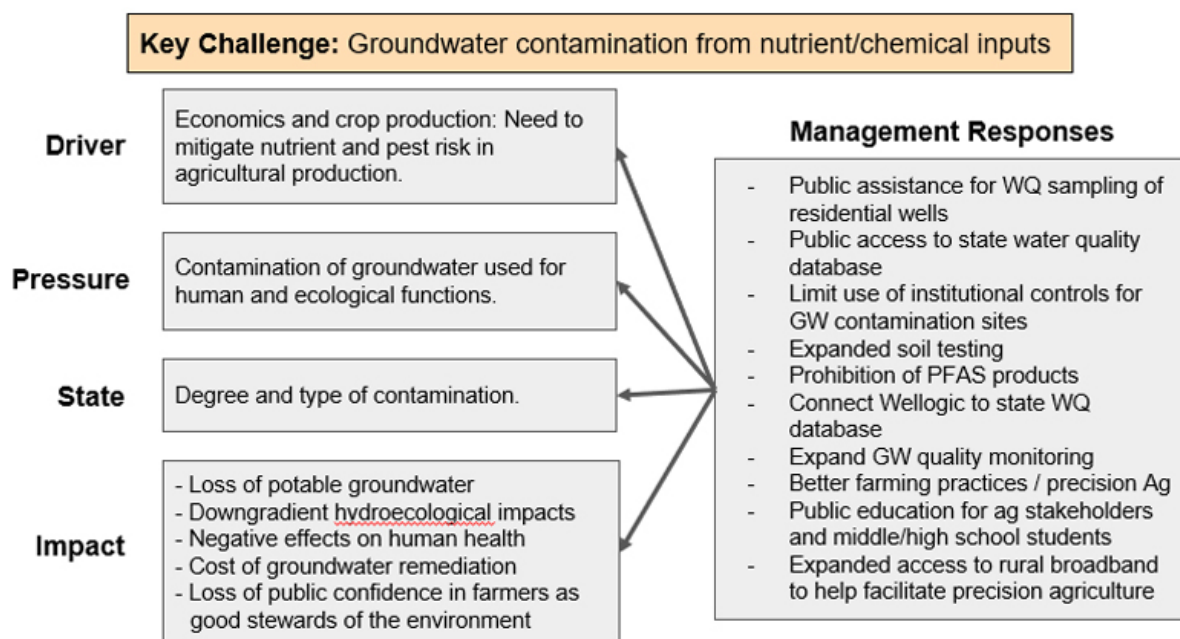 Key Challenge: Groundwater contamination from nutrient/chemical inputs
Driver
Economics and crop production: Need to
mitigate nutrient and pest risk in
agricultural production.
Pressure
Contamination of groundwater used for
human and ecological functions.
State
Degree and type of contamination.
Impact
- Loss of potable groundwater
- Downgradient hydroecological impacts
- Negative effects on human health
- Cost of groundwater remediation
- Loss of public confidence in farmers as
good stewards of the environment
Management Responses
- Public assistance for WQ sampling of
residential wells
- Public access to state water quality
database
- Limit use of institutional controls for
GW contamination sites
- Expanded soil testing
- Prohibition of PFAS products
- Connect Wellogic to state WQ
database
- Expand GW quality monitoring
- Better farming practices / precision Ag
- Public education for ag stakeholders
and middle/high school students
- Expanded access to rural broadband
to help facilitate precision agriculture